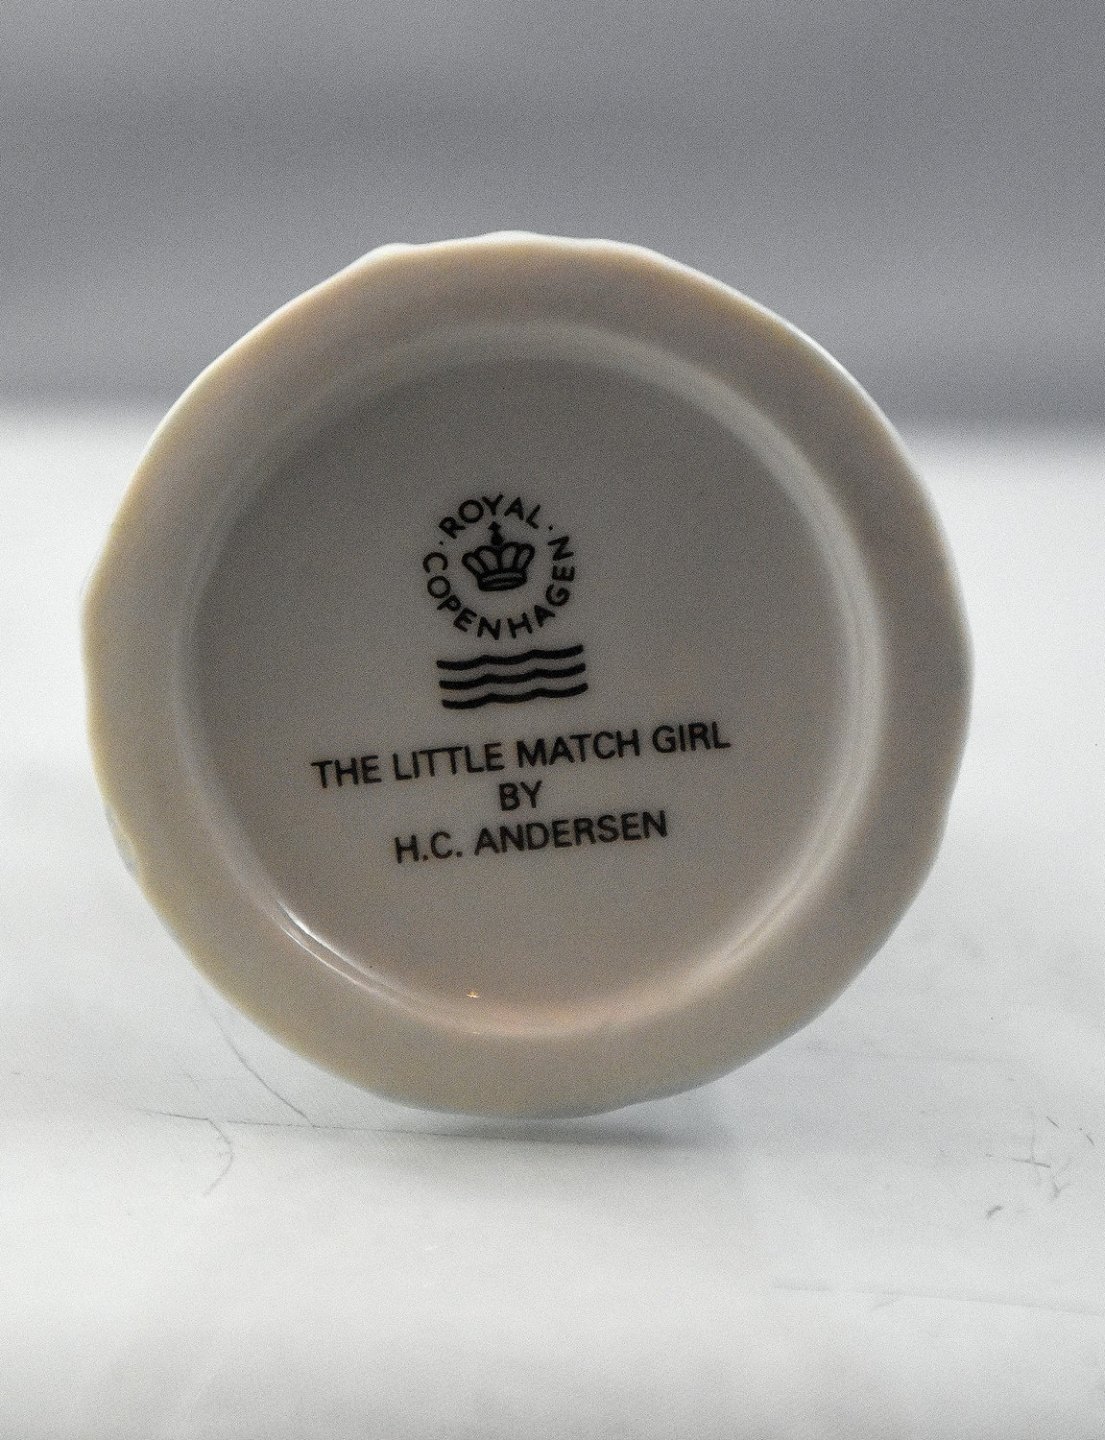 · ROYAL ·
COPENHAGEN
THE LITTLE MATCH GIRL
BY
H.C. ANDERSEN